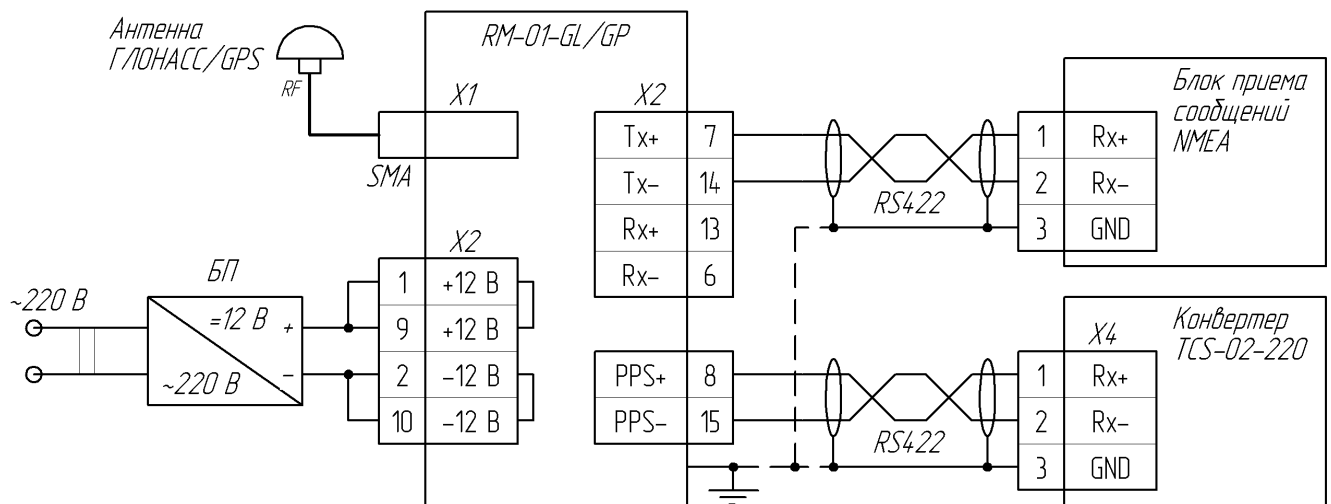 Антенна
ГЛОНАСС/GPS
RF
SMA
X1
RM-01-GL/GP
X2
Tx+ 7
Tx- 14
Rx+ 13
Rx- 6
RS422
Блок приема
сообщений
NMEA
1 Rx+
2 Rx-
3 GND
~220 В
БП
=12 В +
~220 В -
X2
1 +12 В
9 +12 В
2 -12 В
10 -12 В
PPS+ 8
PPS- 15
RS422
Конвертер
TCS-02-220
X4
1 Rx+
2 Rx-
3 GND